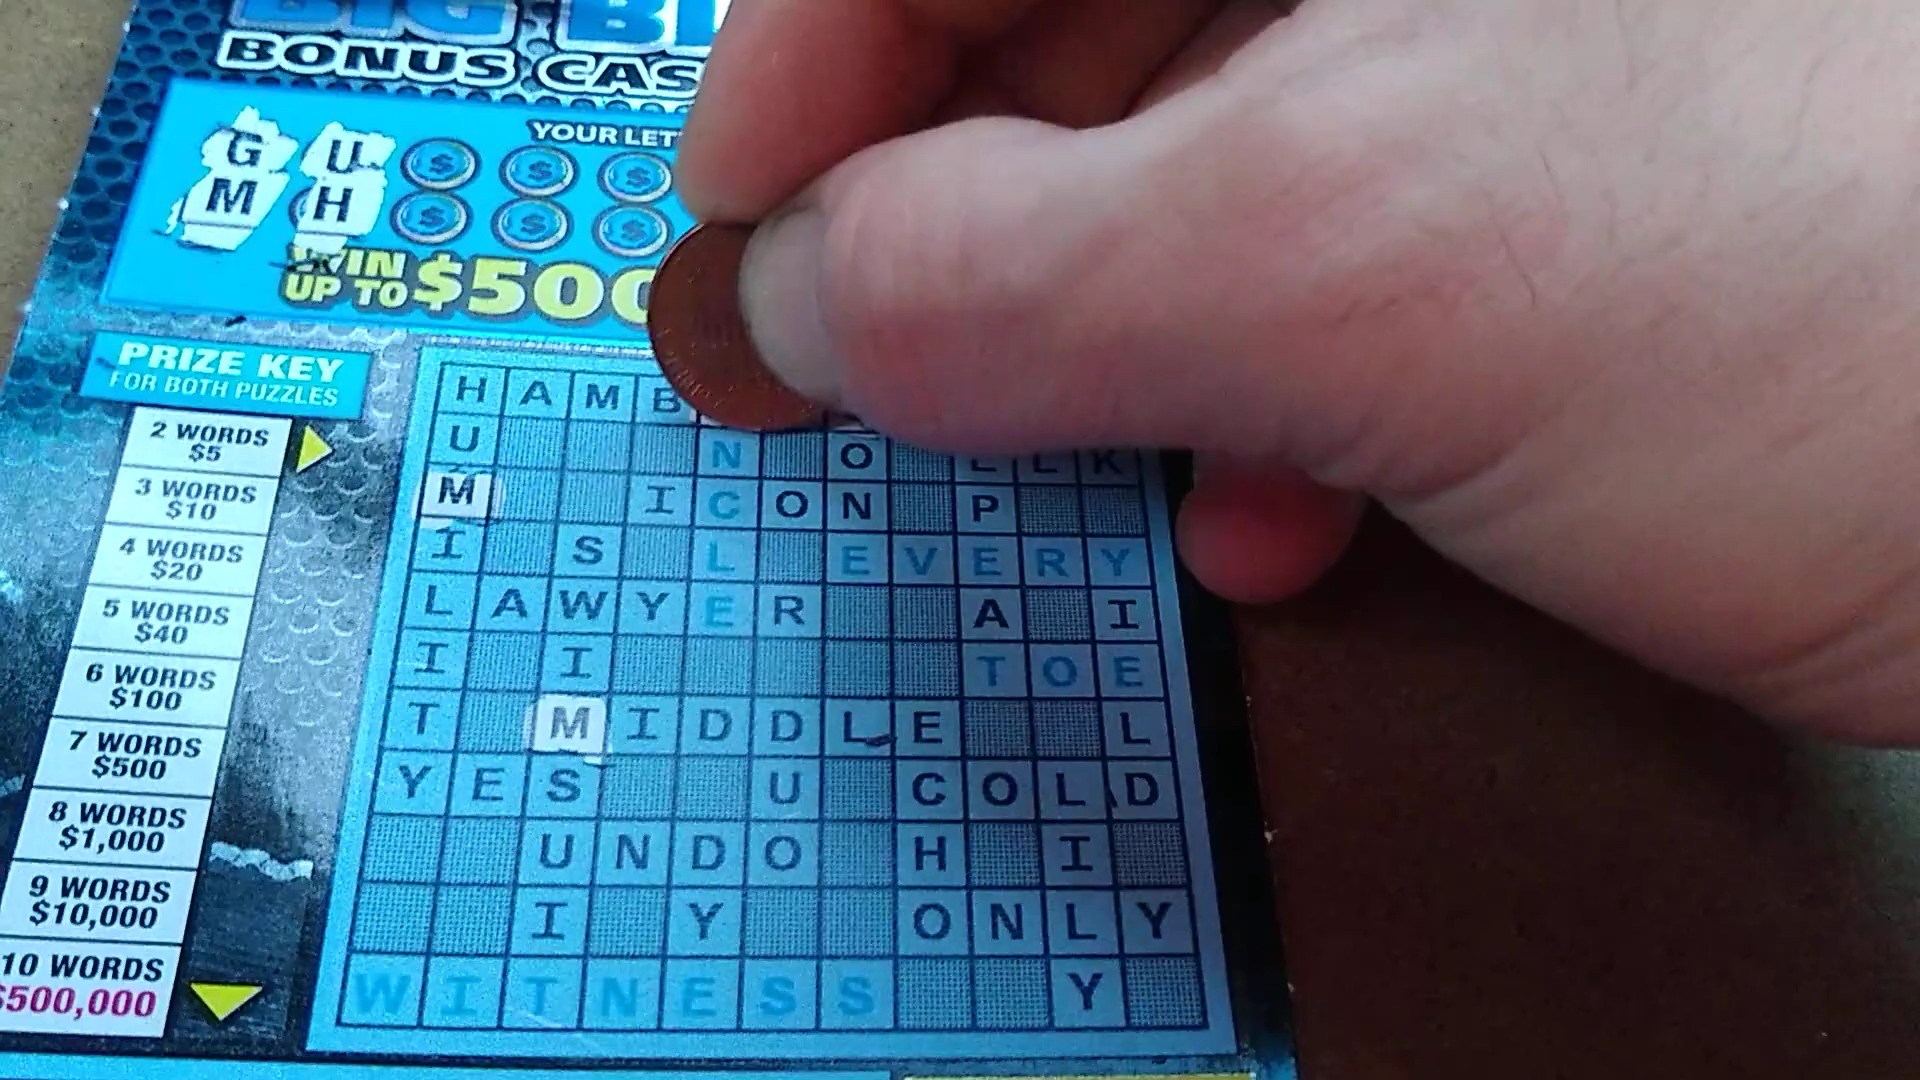 BONUS
YOUR
G U
M H
WIN
UP TO $500
PRIZE KEY
FOR BOTH PUZZLES
2 WORDS
$5
3 WORDS
$10
4 WORDS
$20
5 WORDS
$40
6 WORDS
$100
7 WORDS
$500
8 WORDS
$1,000
9 WORDS
$10,000
10 WORDS
$500,000
H A M B
U N O L L K
M I C O N P
I S L E V E R Y
L A W Y E R A I
I I T O E
T M I D D L E L
Y E S U C O L D
U N D O H I
I Y O N L Y
W I T N E S S Y